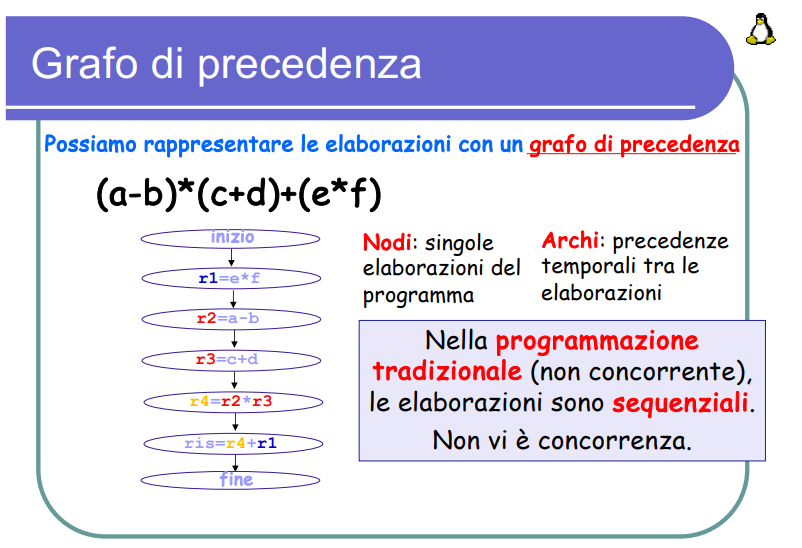 Grafo di precedenza
Possiamo rappresentare le elaborazioni con un grafo di precedenza
(a-b)*(c+d)+(e*f)
inizio
r1=e*f
r2=a-b
r3=c+d
r4=r2*r3
ris=r4+r1
fine
Nodi: singole
elaborazioni del
programma
Archi: precedenze
temporali tra le
elaborazioni
Nella programmazione
tradizionale (non concorrente),
le elaborazioni sono sequenziali.
Non vi è concorrenza.